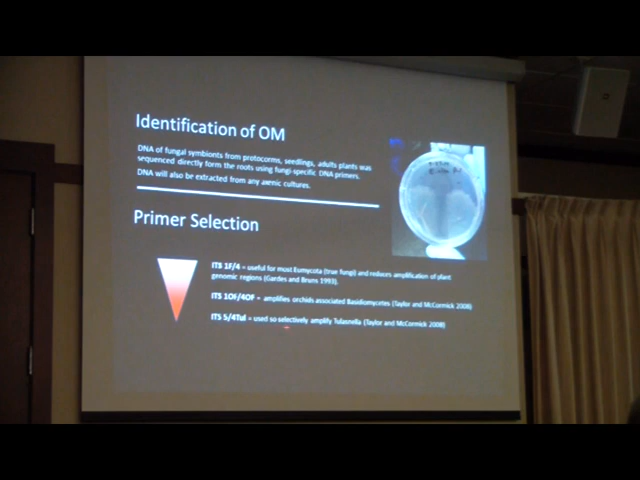 Identification of OM
DNA of fungal symbionts from protocorms, seedlings, adults plants was
sequenced directly form the roots using fungi-specific DNA primers.
DNA will also be extracted from any axenic cultures.
Primer Selection
ITS 1F/4 = useful for most Eumycota (true fungi) and reduces amplification of plant
genomic regions (Gardes and Bruns 1993).
ITS 1OF/4OF = amplifies orchids associated Basidiomycetes (Taylor and McCormick 2008)
ITS 5/4Tul = used so selectively amplify Tulasnella (Taylor and McCormick 2008)